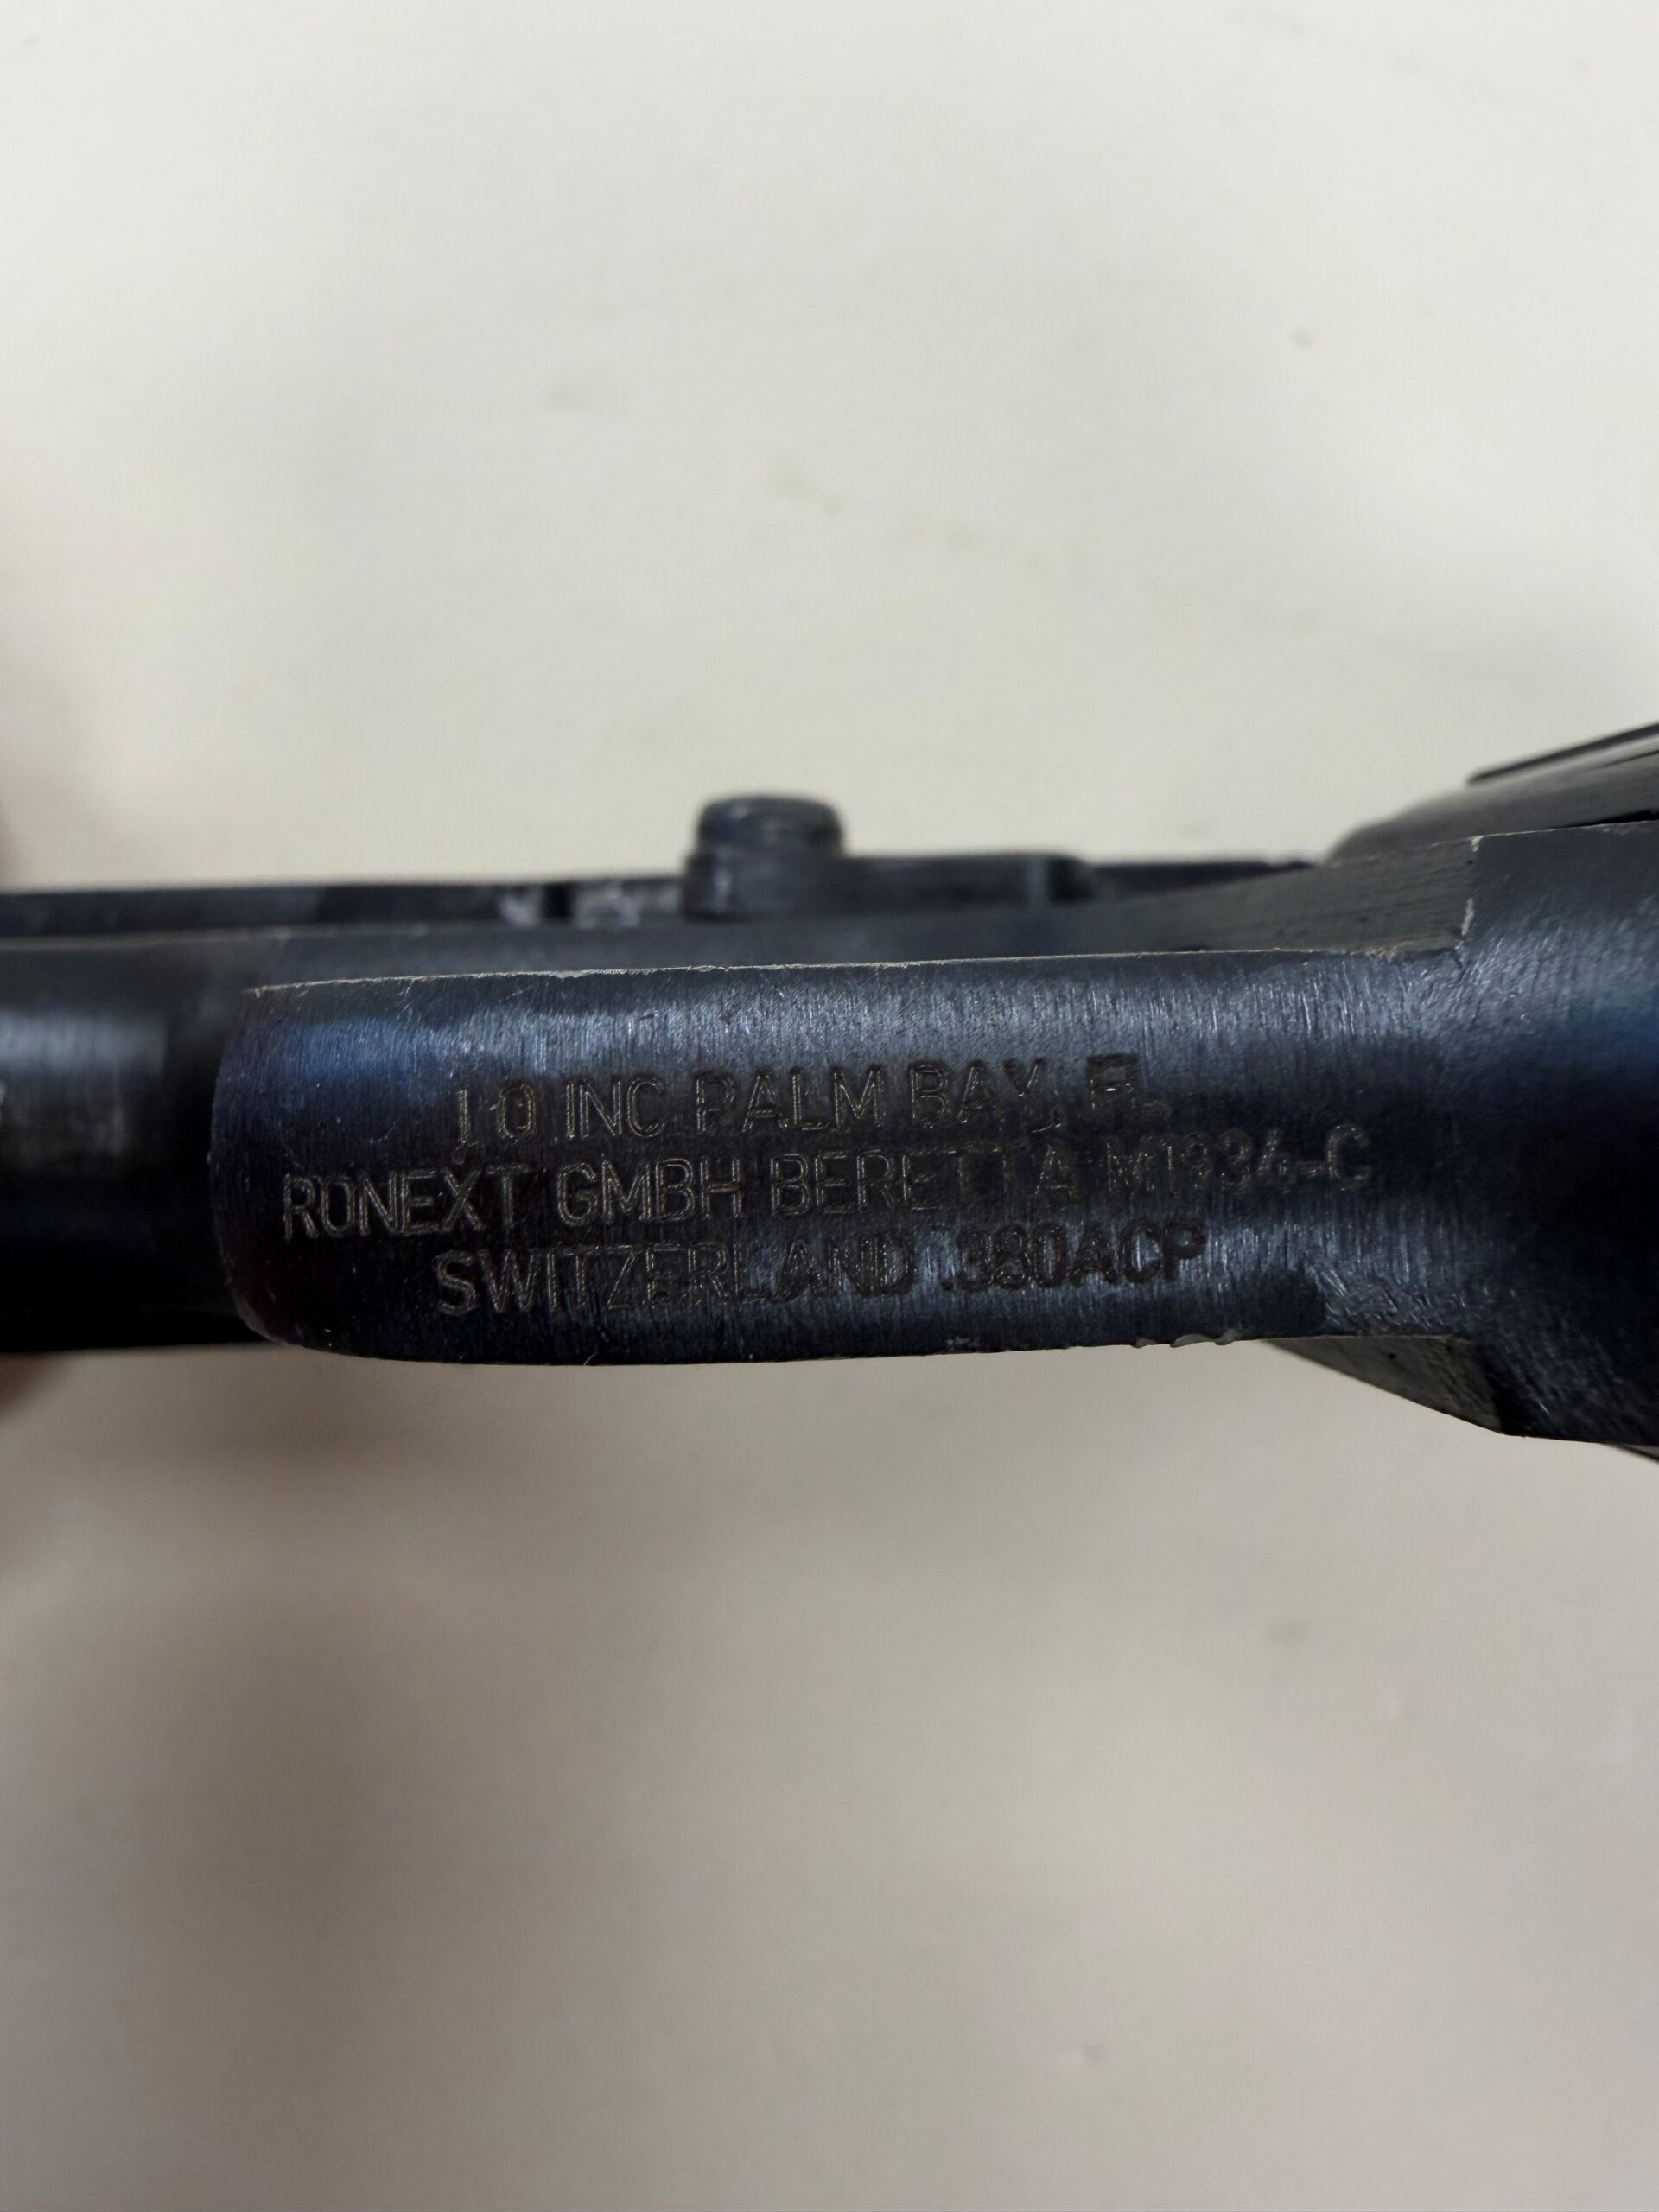 I.O INC PALM BAY, FL
RONEXT GMBH BERETTA M1934-C
SWITZERLAND .380ACP